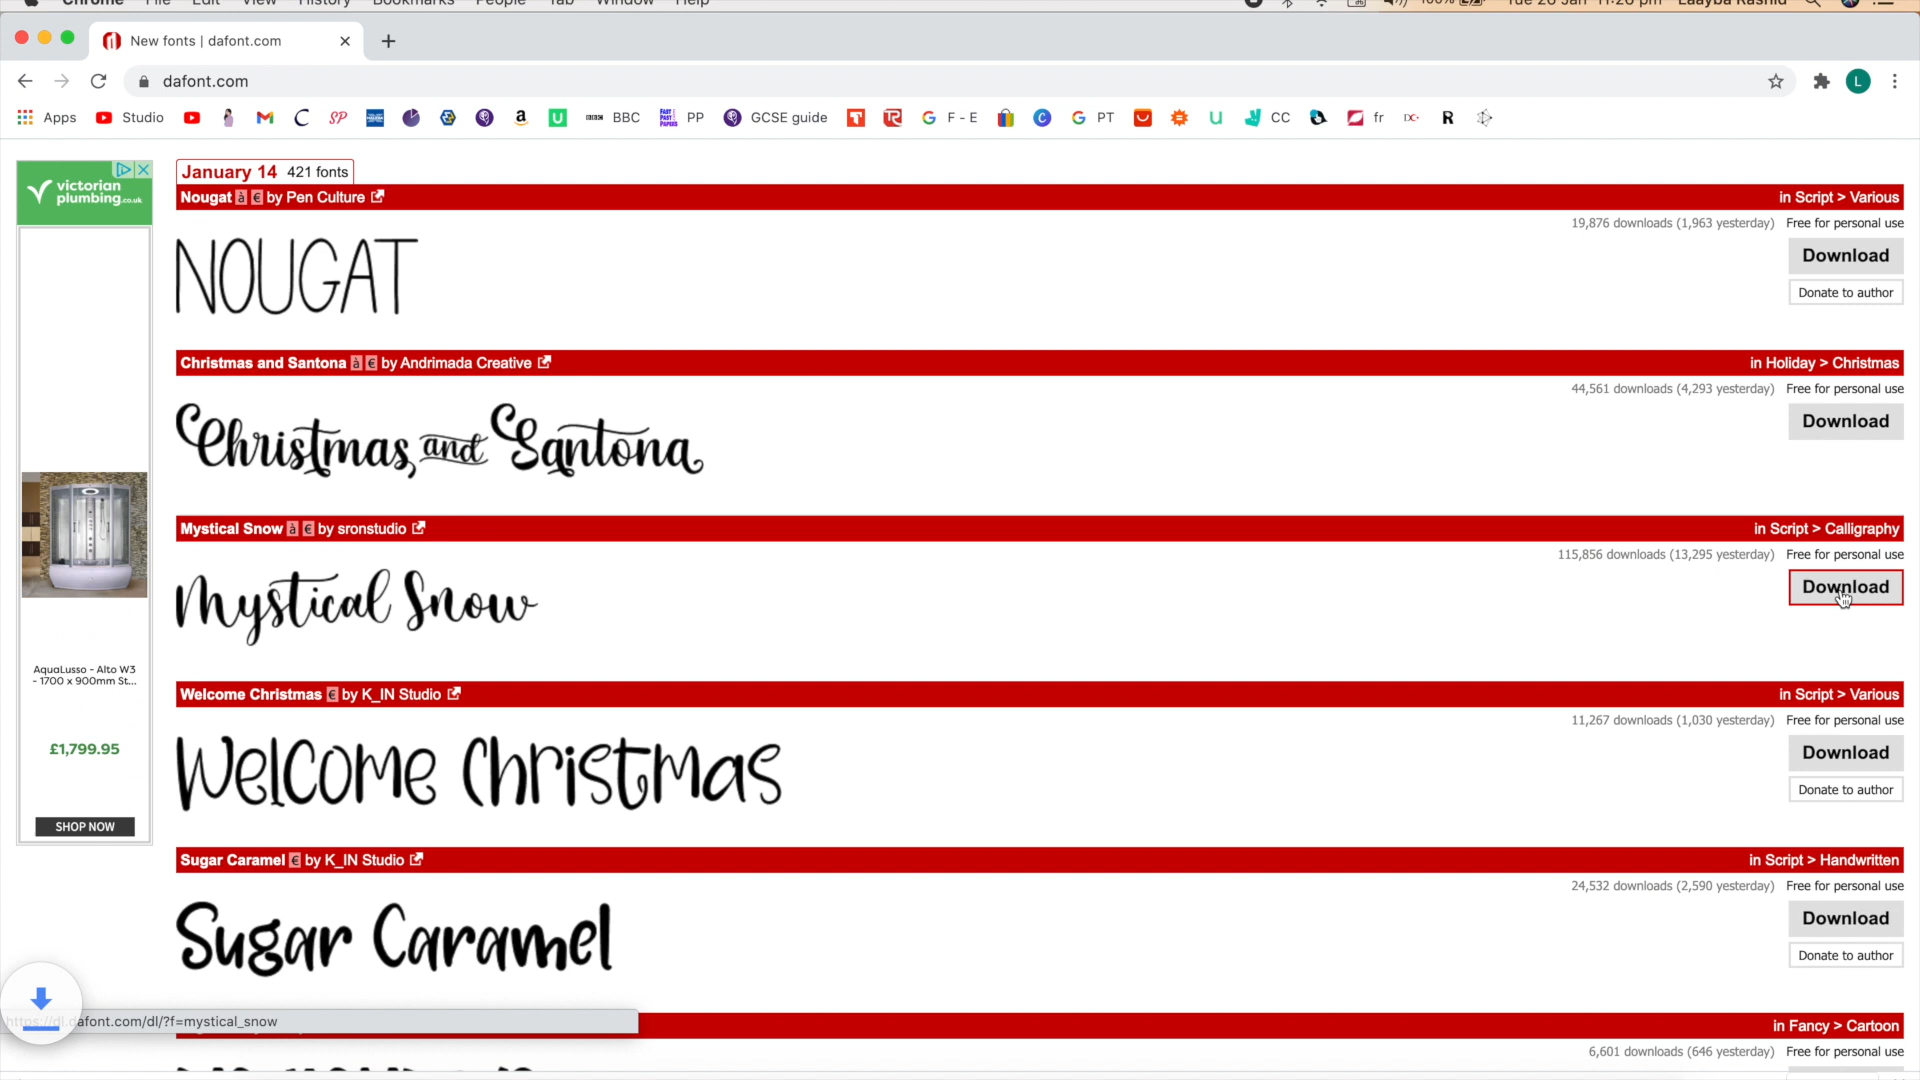 Chrome File Edit View History Bookmarks People Tab Window Help 100% Tue 26 Jan 11:26 pm Laayba Rashid
New fonts | dafont.com
dafont.com
L
Apps Studio SP a U BBC PP GCSE guide F - E C PT U CC fr DC R
victorian
plumbing.co.uk
AquaLusso - Alto W3
- 1700 x 900mm St...
£1,799.95
SHOP NOW
January 14 421 fonts
Nougat à € by Pen Culture in Script > Various
19,876 downloads (1,963 yesterday) Free for personal use
NOUGAT
Download
Donate to author
Christmas and Santona à € by Andrimada Creative in Holiday > Christmas
44,561 downloads (4,293 yesterday) Free for personal use
Christmas and Santona
Download
Mystical Snow à € by sronstudio in Script > Calligraphy
115,856 downloads (13,295 yesterday) Free for personal use
Mystical Snow
Download
Welcome Christmas € by K_IN Studio in Script > Various
11,267 downloads (1,030 yesterday) Free for personal use
Welcome Christmas
Download
Donate to author
Sugar Caramel € by K_IN Studio in Script > Handwritten
24,532 downloads (2,590 yesterday) Free for personal use
Sugar Caramel
Download
Donate to author
https://dl.dafont.com/dl/?f=mystical_snow
in Fancy > Cartoon
6,601 downloads (646 yesterday) Free for personal use